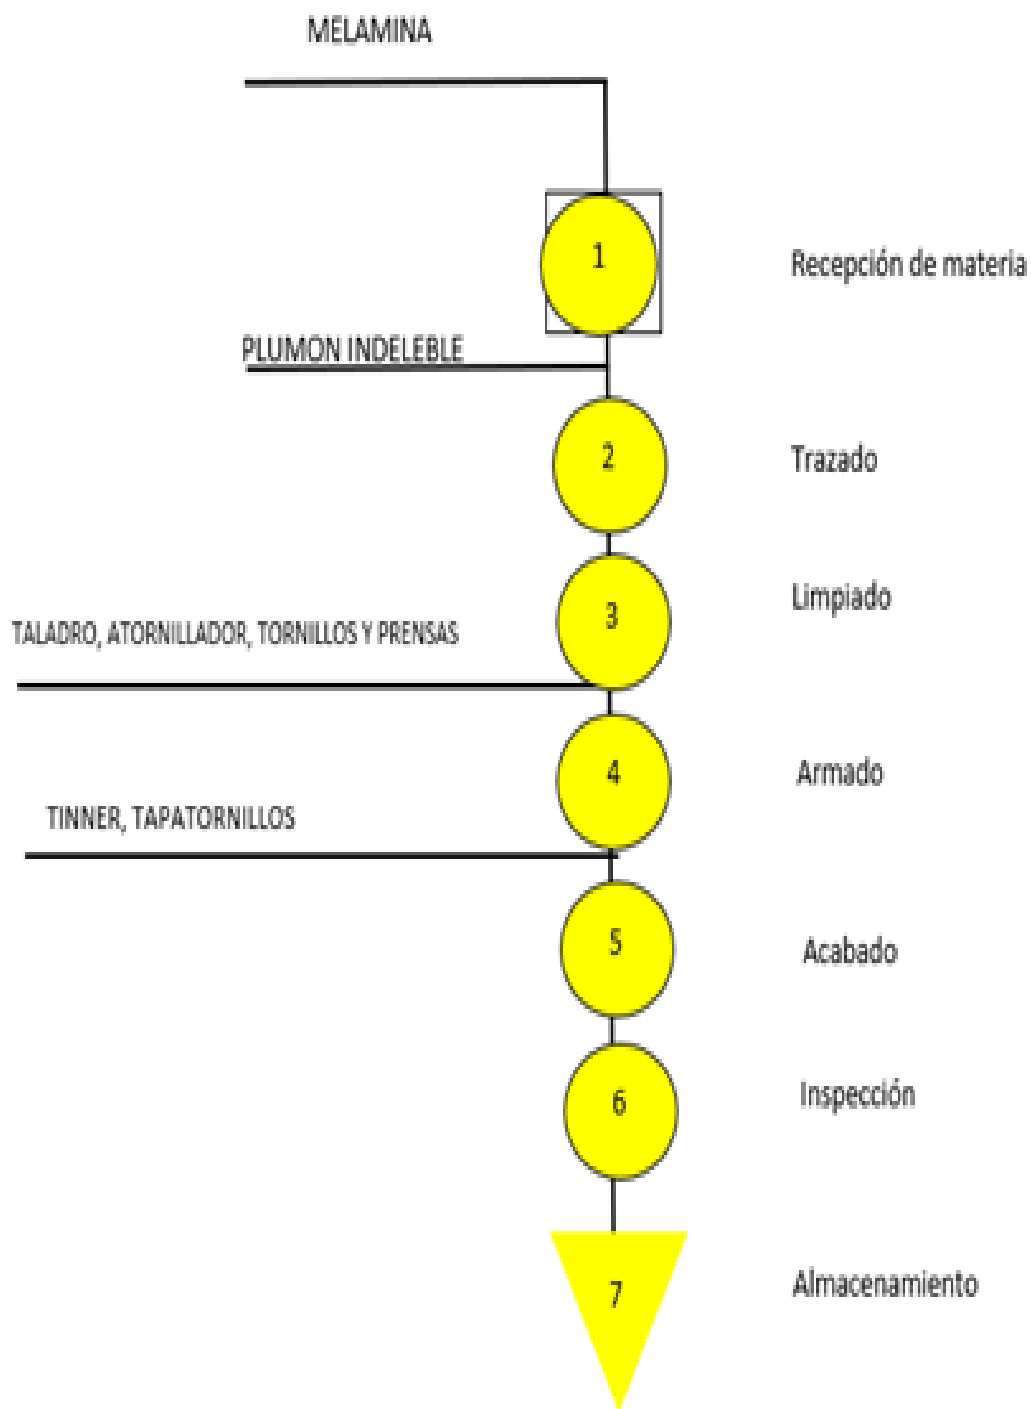 MELAMINA
1
Recepción de materia
PLUMON INDELEBLE
2
Trazado
3
Limpiado
TALADRO, ATORNILLADOR, TORNILLOS Y PRENSAS
4
Armado
TINNER, TAPATORNILLOS
5
Acabado
6
Inspección
7
Almacenamiento